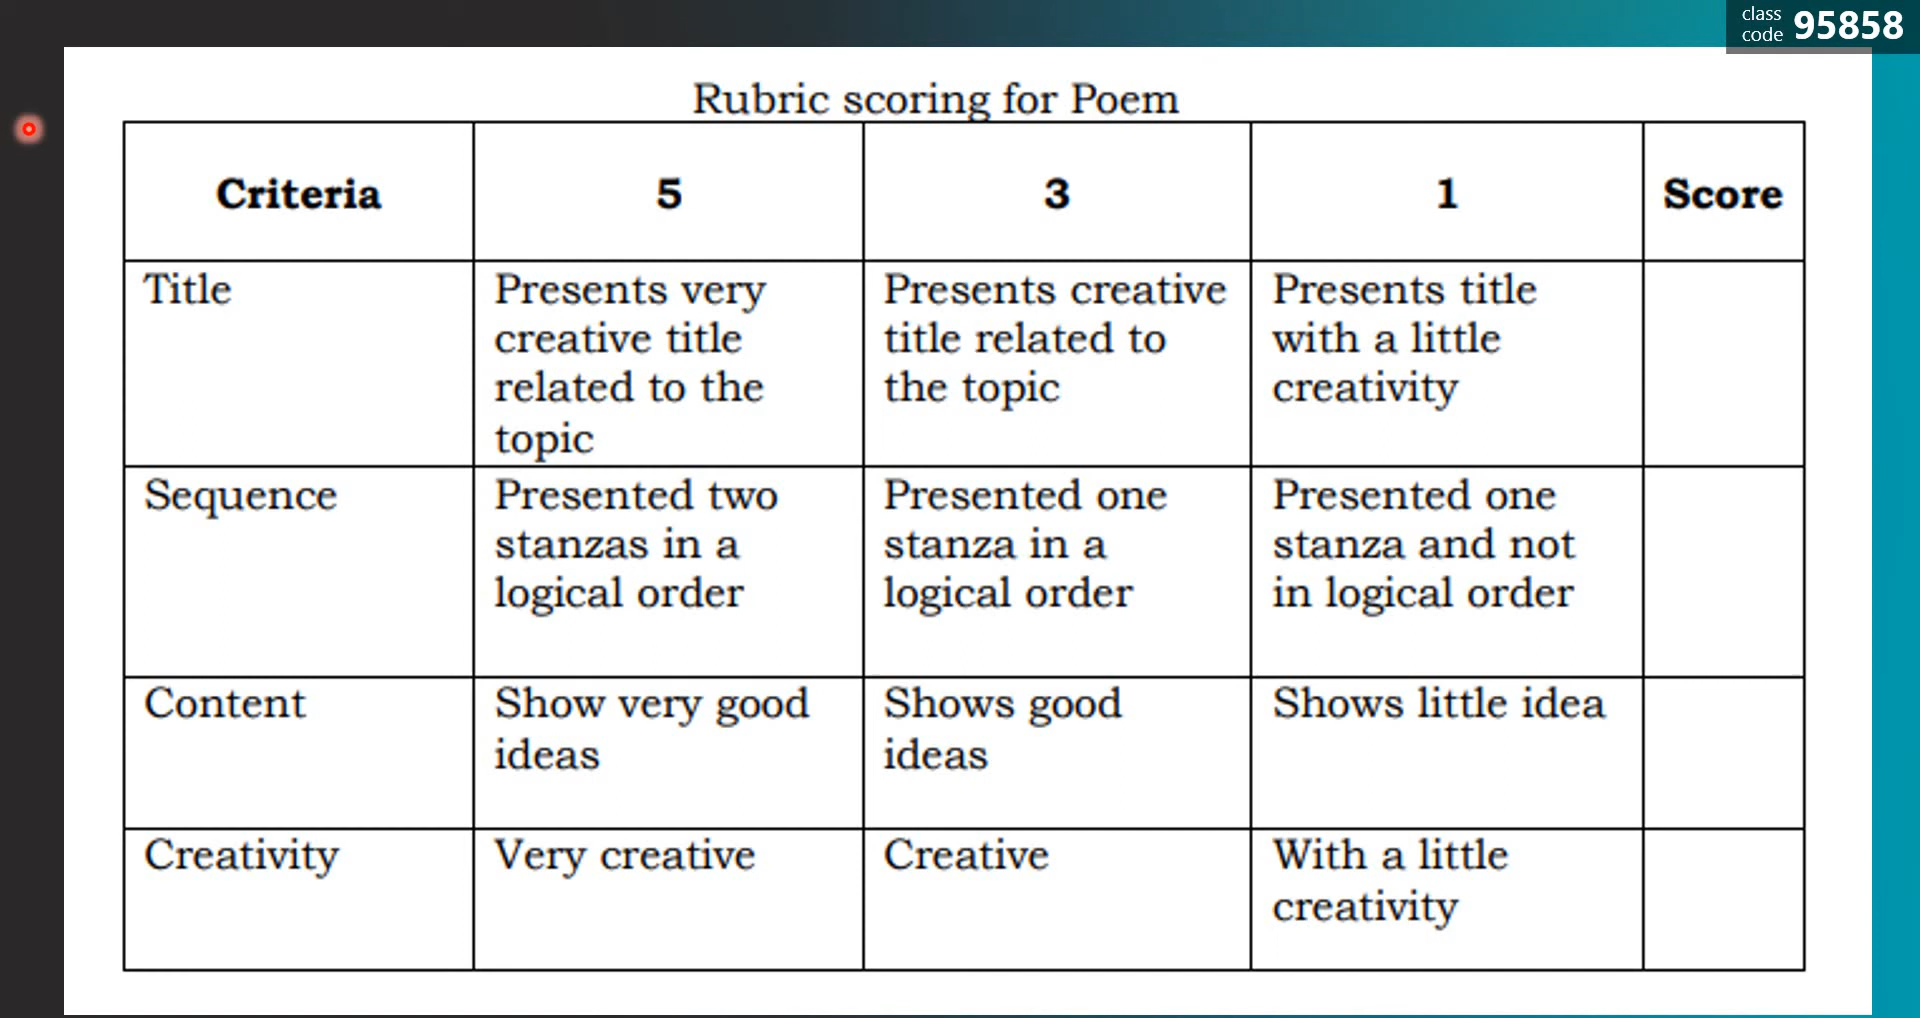 class
code 95858
Rubric scoring for Poem
Criteria 5 3 1 Score
Title
Presents very
creative title
related to the
topic
Presents creative
title related to
the topic
Presents title
with a little
creativity
Sequence
Presented two
stanzas in a
logical order
Presented one
stanza in a
logical order
Presented one
stanza and not
in logical order
Content
Show very good
ideas
Shows good
ideas
Shows little idea
Creativity
Very creative
Creative
With a little
creativity